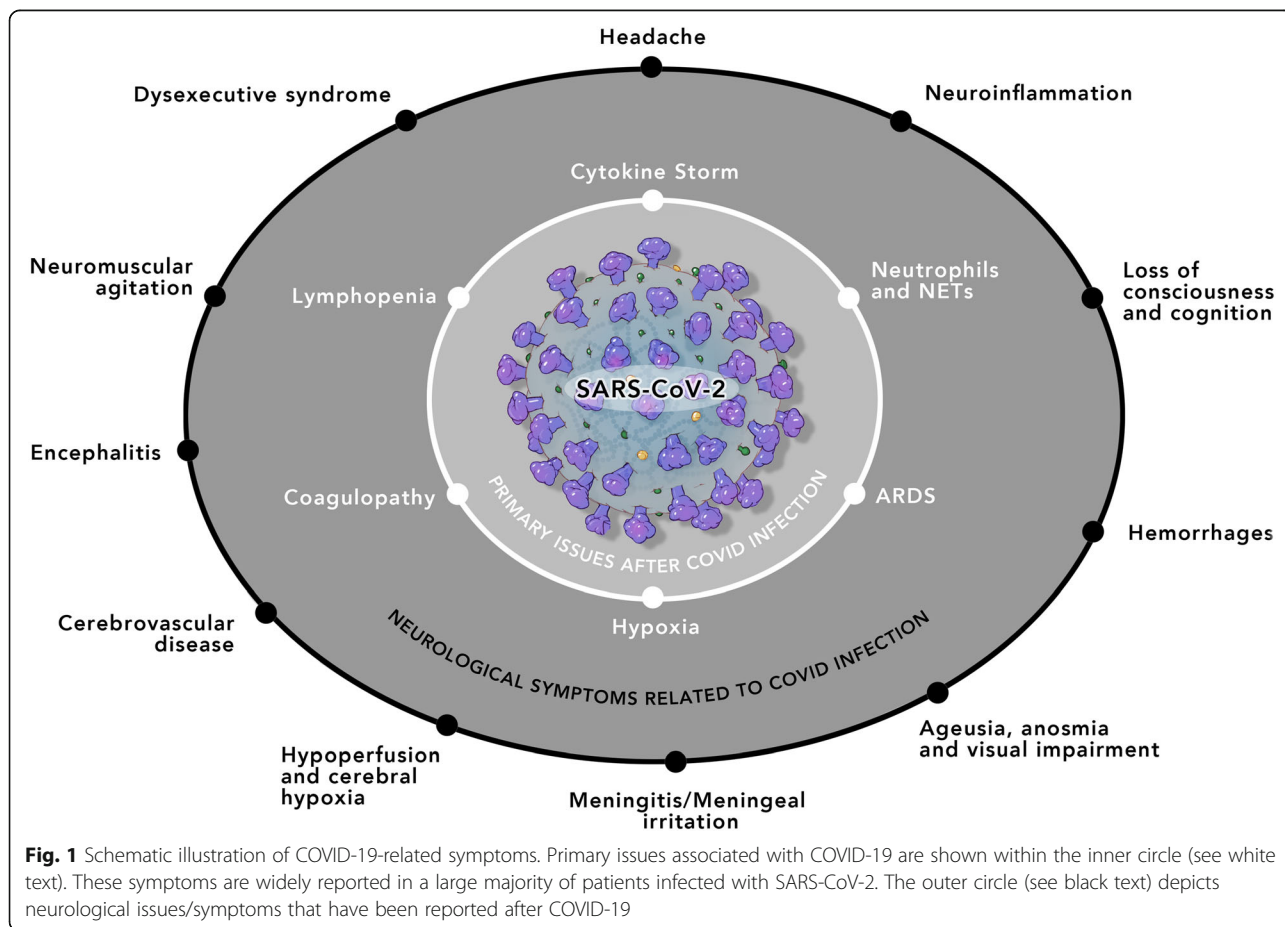 Headache
Dysexecutive syndrome
Neuroinflammation
Cytokine Storm
Neuromuscular
agitation
Lymphopenia
Neutrophils
and NETs
Loss of
consciousness
and cognition
SARS-CoV-2
Encephalitis
Coagulopathy
ARDS
PRIMARY ISSUES AFTER COVID INFECTION
Hemorrhages
Hypoxia
Cerebrovascular
disease
NEUROLOGICAL SYMPTOMS RELATED TO COVID INFECTION
Ageusia, anosmia
and visual impairment
Hypoperfusion
and cerebral
hypoxia
Meningitis/Meningeal
irritation
Fig. 1 Schematic illustration of COVID-19-related symptoms. Primary issues associated with COVID-19 are shown within the inner circle (see white
text). These symptoms are widely reported in a large majority of patients infected with SARS-CoV-2. The outer circle (see black text) depicts
neurological issues/symptoms that have been reported after COVID-19